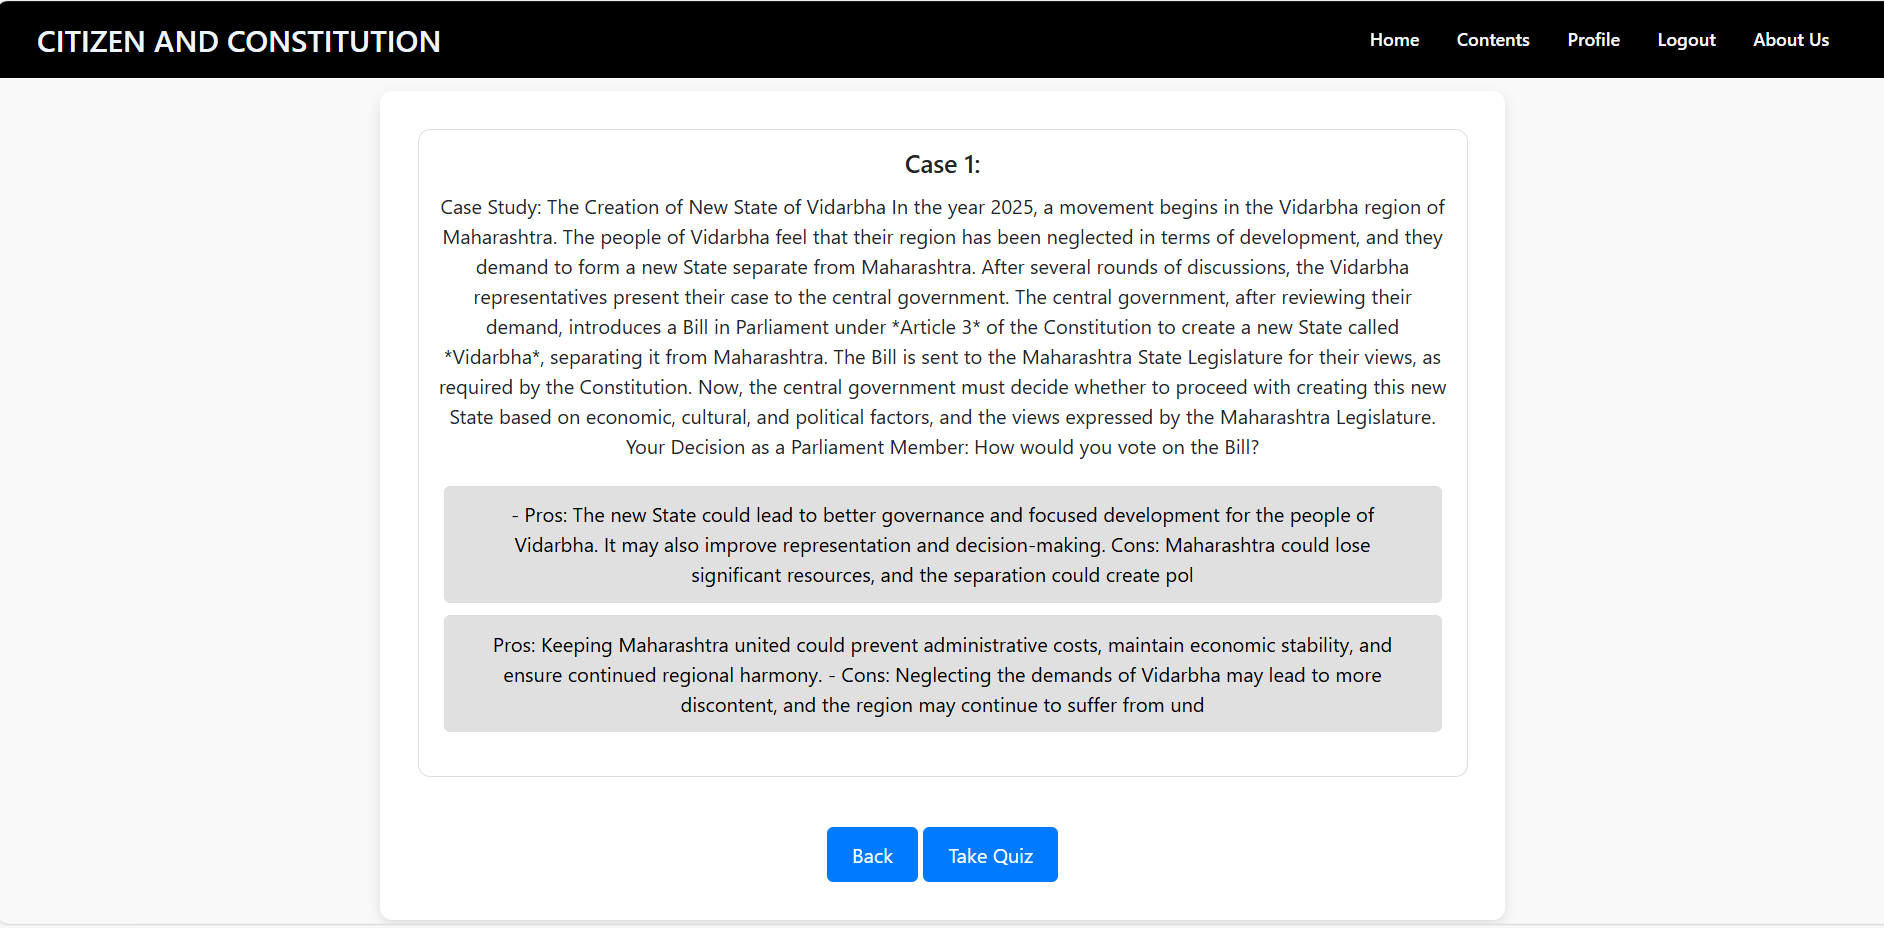 CITIZEN AND CONSTITUTION
Home Contents Profile Logout About Us
Case 1:
Case Study: The Creation of New State of Vidarbha In the year 2025, a movement begins in the Vidarbha region of
Maharashtra. The people of Vidarbha feel that their region has been neglected in terms of development, and they
demand to form a new State separate from Maharashtra. After several rounds of discussions, the Vidarbha
representatives present their case to the central government. The central government, after reviewing their
demand, introduces a Bill in Parliament under *Article 3* of the Constitution to create a new State called
*Vidarbha*, separating it from Maharashtra. The Bill is sent to the Maharashtra State Legislature for their views, as
required by the Constitution. Now, the central government must decide whether to proceed with creating this new
State based on economic, cultural, and political factors, and the views expressed by the Maharashtra Legislature.
Your Decision as a Parliament Member: How would you vote on the Bill?
- Pros: The new State could lead to better governance and focused development for the people of
Vidarbha. It may also improve representation and decision-making. Cons: Maharashtra could lose
significant resources, and the separation could create pol
Pros: Keeping Maharashtra united could prevent administrative costs, maintain economic stability, and
ensure continued regional harmony. - Cons: Neglecting the demands of Vidarbha may lead to more
discontent, and the region may continue to suffer from und
Back Take Quiz